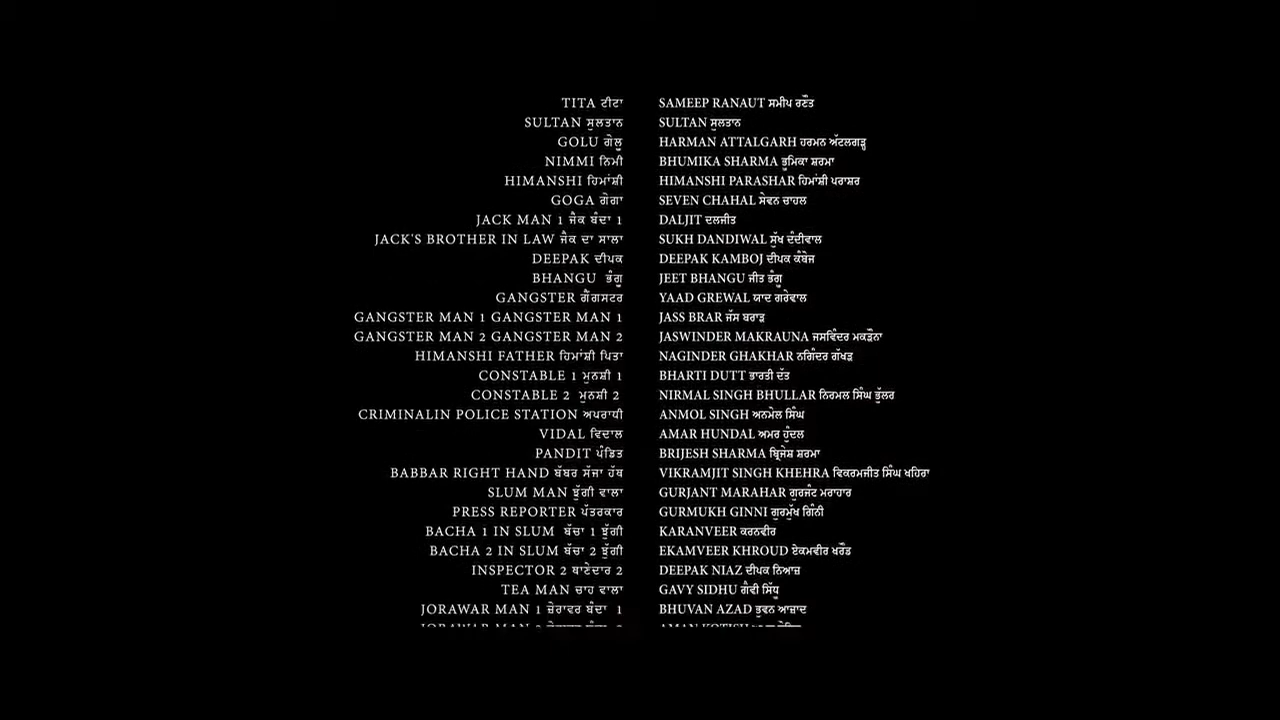 TITA ਟੀਟਾ SAMEEP RANAUT ਸਮੀਪ ਰਣੌਤ
SULTAN ਸੁਲਤਾਨ SULTAN ਸੁਲਤਾਨ
GOLU ਗੋਲੂ HARMAN ATTALGARH ਹਰਮਨ ਅੱਟਲਗੜ੍ਹ
NIMMI ਨਿਮੀ BHUMIKA SHARMA ਭੂਮਿਕਾ ਸ਼ਰਮਾ
HIMANSHI ਹਿਮਾਂਸ਼ੀ HIMANSHI PARASHAR ਹਿਮਾਂਸ਼ੀ ਪਰਾਸ਼ਰ
GOGA ਗੋਗਾ SEVEN CHAHAL ਸੇਵਨ ਚਾਹਲ
JACK MAN 1 ਜੈਕ ਬੰਦਾ 1 DALJIT ਦਲਜੀਤ
JACK'S BROTHER IN LAW ਜੈਕ ਦਾ ਸਾਲਾ SUKH DANDIWAL ਸੁੱਖ ਦੰਦੀਵਾਲ
DEEPAK ਦੀਪਕ DEEPAK KAMBOJ ਦੀਪਕ ਕੰਬੋਜ
BHANGU ਭੰਗੂ JEET BHANGU ਜੀਤ ਭੰਗੂ
GANGSTER ਗੈਂਗਸਟਰ YAAD GREWAL ਯਾਦ ਗਰੇਵਾਲ
GANGSTER MAN 1 GANGSTER MAN 1 JASS BRAR ਜੱਸ ਬਰਾੜ
GANGSTER MAN 2 GANGSTER MAN 2 JASWINDER MAKRAUNA ਜਸਵਿੰਦਰ ਮਕੜੌਨਾ
HIMANSHI FATHER ਹਿਮਾਂਸ਼ੀ ਪਿਤਾ NAGINDER GHAKHAR ਨਗਿੰਦਰ ਗੱਖੜ
CONSTABLE 1 ਮੁਨਸ਼ੀ 1 BHARTI DUTT ਭਾਰਤੀ ਦੱਤ
CONSTABLE 2 ਮੁਨਸ਼ੀ 2 NIRMAL SINGH BHULLAR ਨਿਰਮਲ ਸਿੰਘ ਭੁੱਲਰ
CRIMINALIN POLICE STATION ਅਪਰਾਧੀ ANMOL SINGH ਅਨਮੋਲ ਸਿੰਘ
VIDAL ਵਿਦਾਲ AMAR HUNDAL ਅਮਰ ਹੁੰਦਲ
PANDIT ਪੰਡਿਤ BRIJESH SHARMA ਬ੍ਰਿਜੇਸ਼ ਸ਼ਰਮਾ
BABBAR RIGHT HAND ਬੱਬਰ ਸੱਜਾ ਹੱਥ VIKRAMJIT SINGH KHEHRA ਵਿਕਰਮਜੀਤ ਸਿੰਘ ਖਹਿਰਾ
SLUM MAN ਝੁੱਗੀ ਵਾਲਾ GURJANT MARAHAR ਗੁਰਜੰਟ ਮਰਾਹਾਰ
PRESS REPORTER ਪੱਤਰਕਾਰ GURMUKH GINNI ਗੁਰਮੁੱਖ ਗਿੰਨੀ
BACHA 1 IN SLUM ਬੱਚਾ 1 ਝੁੱਗੀ KARANVEER ਕਰਨਵੀਰ
BACHA 2 IN SLUM ਬੱਚਾ 2 ਝੁੱਗੀ EKAMVEER KHROUD ਏਕਮਵੀਰ ਖਰੌਡ
INSPECTOR 2 ਥਾਣੇਦਾਰ 2 DEEPAK NIAZ ਦੀਪਕ ਨਿਆਜ਼
TEA MAN ਚਾਹ ਵਾਲਾ GAVY SIDHU ਗੈਵੀ ਸਿੱਧੂ
JORAWAR MAN 1 ਜ਼ੋਰਾਵਰ ਬੰਦਾ 1 BHUVAN AZAD ਭੁਵਨ ਆਜ਼ਾਦ